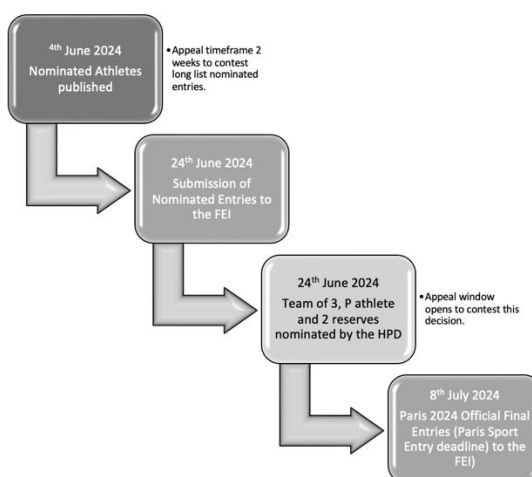 4th June 2024
Nominated Athletes
published
•Appeal timeframe 2
weeks to contest
long list nominated
entries.
24th June 2024
Submission of
Nominated Entries to
the FEI
24th June 2024
Team of 3, P athlete
and 2 reserves
nominated by the HPD
•Appeal window
opens to contest this
decision.
8th July 2024
Paris 2024 Official Final
Entries (Paris Sport
Entry deadline) to the
FEI)